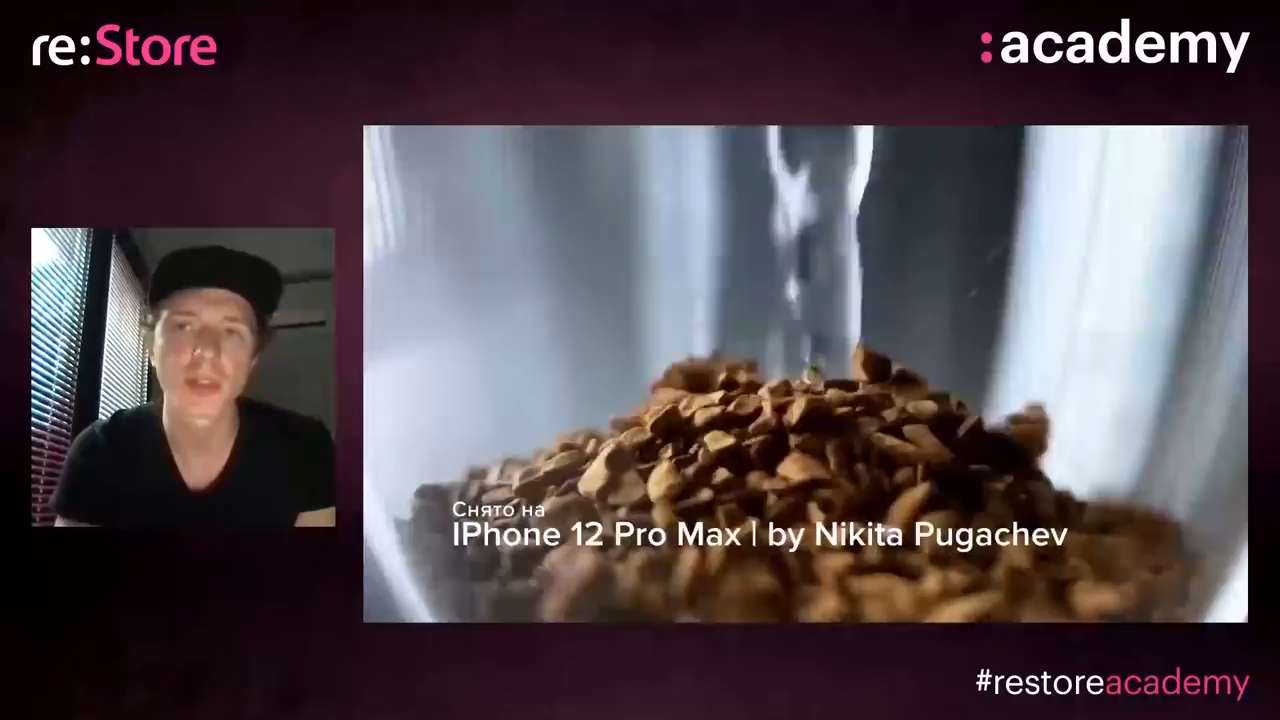 re:Store
:academy
Снято на
IPhone 12 Pro Max | by Nikita Pugachev
#restoreacademy